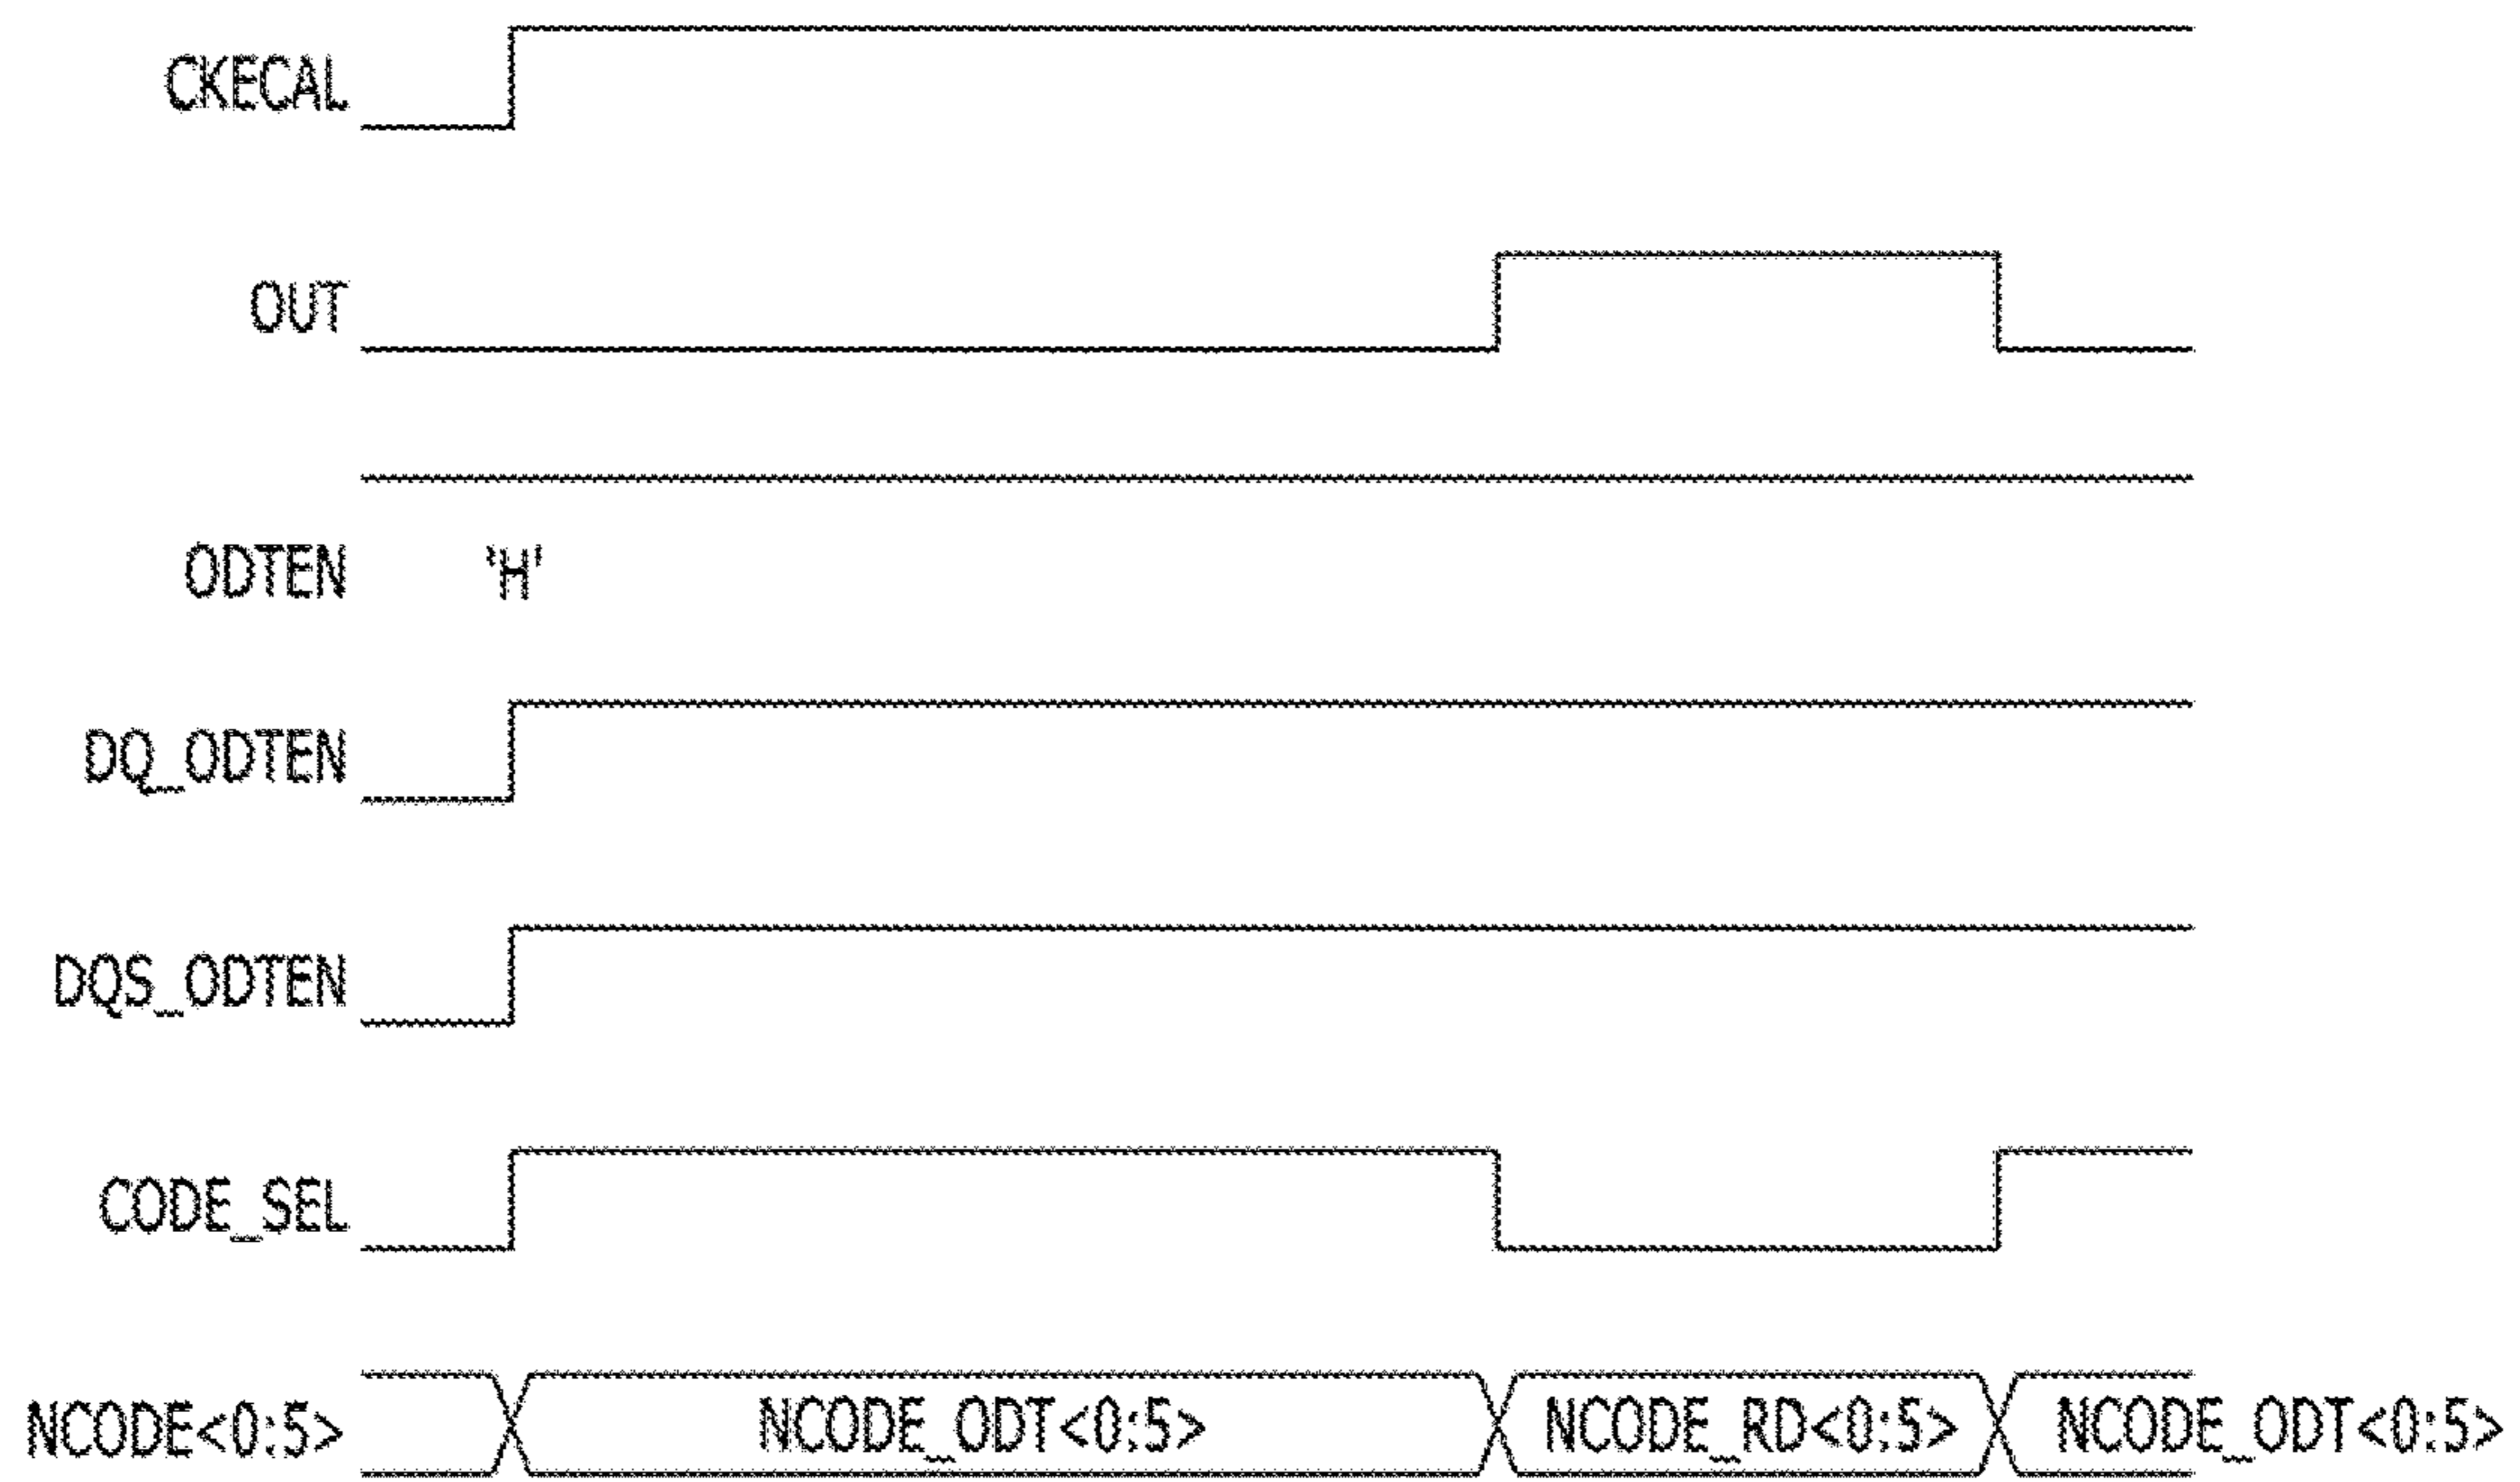 CKECAL
OUT
ODTEN 'H'
DQ_ODTEN
DQS_ODTEN
CODE_SEL
NCODE<0:5> NCODE_ODT<0:5> NCODE_RD<0:5> NCODE_ODT<0:5>